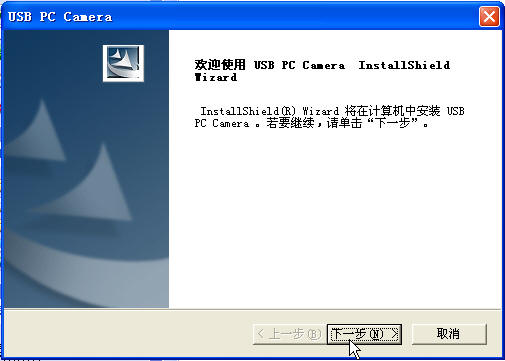 USB PC Camera
欢迎使用 USB PC Camera InstallShield
Wizard
InstallShield(R) Wizard 将在计算机中安装 USB
PC Camera 。若要继续，请单击“下一步”。
< 上一步(B)
下一步(N) >
取消